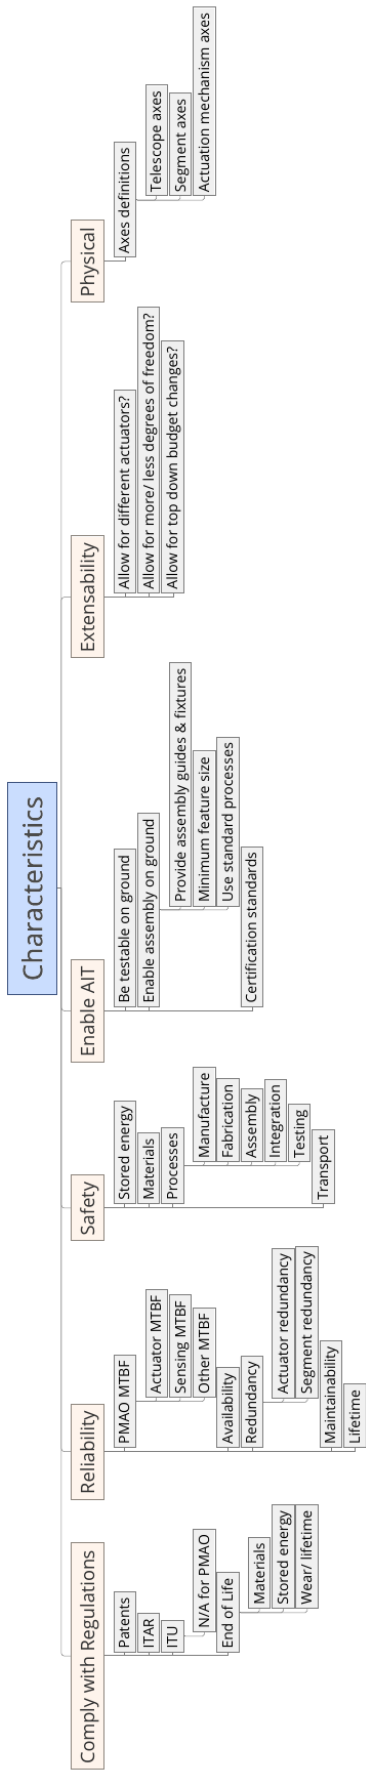 Characteristics
Comply with Regulations
Patents
ITAR
ITU
N/A for PMAO
End of Life
Materials
Stored energy
Wear/ lifetime
Reliability
PMAO MTBF
Actuator MTBF
Sensing MTBF
Other MTBF
Availability
Redundancy
Actuator redundancy
Segment redundancy
Maintainability
Lifetime
Safety
Stored energy
Materials
Processes
Manufacture
Fabrication
Assembly
Integration
Testing
Transport
Enable AIT
Be testable on ground
Enable assembly on ground
Provide assembly guides & fixtures
Minimum feature size
Use standard processes
Certification standards
Extensability
Allow for different actuators?
Allow for more/ less degrees of freedom?
Allow for top down budget changes?
Physical
Axes definitions
Telescope axes
Segment axes
Actuation mechanism axes